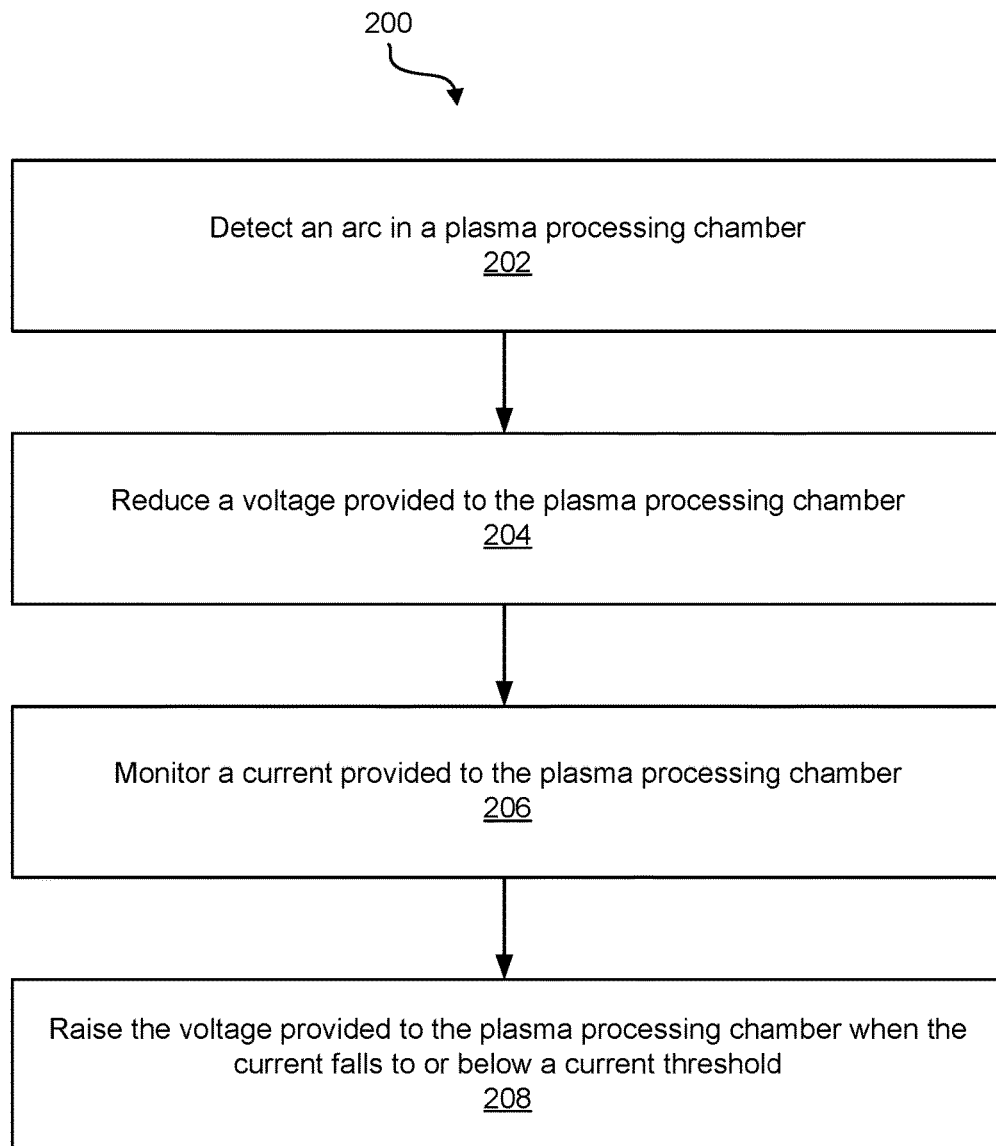 200
Detect an arc in a plasma processing chamber
202
Reduce a voltage provided to the plasma processing chamber
204
Monitor a current provided to the plasma processing chamber
206
Raise the voltage provided to the plasma processing chamber when the
current falls to or below a current threshold
208